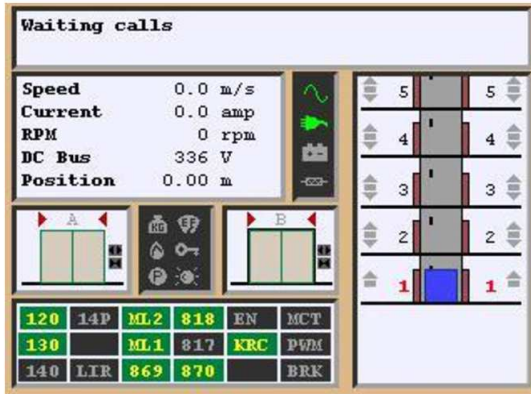 Waiting calls
Speed 0.0 m/s
Current 0.0 amp
RPM 0 rpm
DC Bus 336 V
Position 0.00 m
5 5
4 4
3 3
2 2
1 1
A
B
KG
P
120 14P ML2 818 EN MCT
130 ML1 817 KRC PWM
140 LIR 869 870 BRK